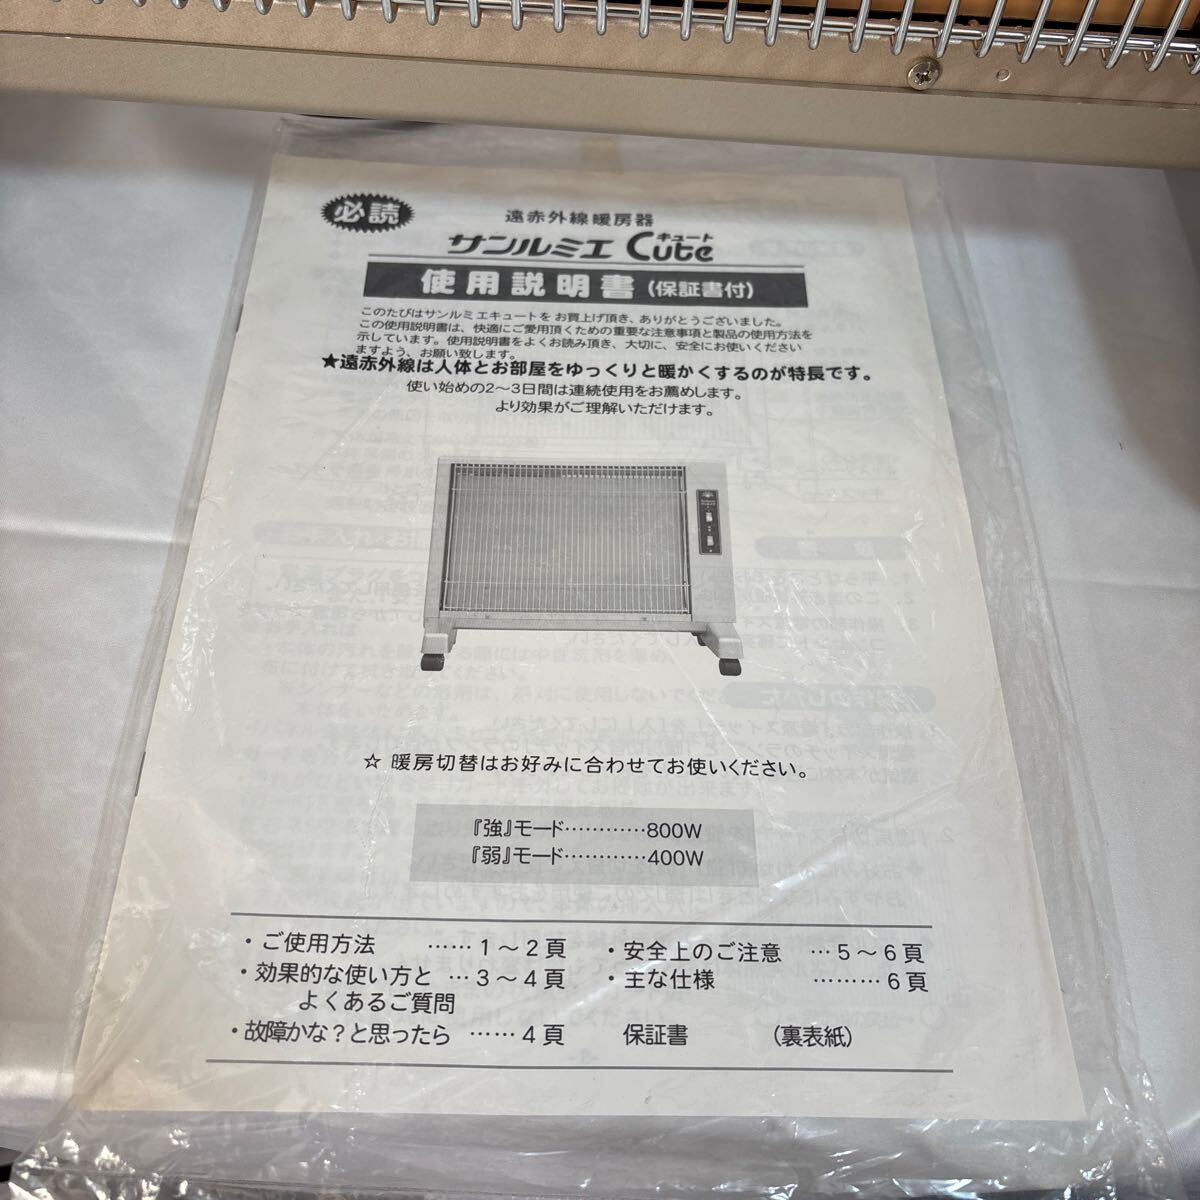 必読
遠赤外線暖房器
サンルミエ Cute キュート
使用説明書(保証書付)
このたびはサンルミエキュートを お買上げ頂き、ありがとうございました。
この使用説明書は、快適にご愛用頂くための重要な注意事項と製品の使用方法を
示しています。使用説明書をよくお読み頂き、大切に、安全にお使いください
ますよう、お願い致します。
★遠赤外線は人体とお部屋をゆっくりと暖かくするのが特長です。
使い始めの2～3日間は連続使用をお薦めします。
より効果がご理解いただけます。
☆ 暖房切替はお好みに合わせてお使いください。
『強』モード…………800W
『弱』モード…………400W
・ご使用方法 ……1～2頁
・効果的な使い方と …3～4頁
よくあるご質問
・故障かな？と思ったら ……4頁
・安全上のご注意 …5～6頁
・主な仕様 ………6頁
保証書 (裏表紙)